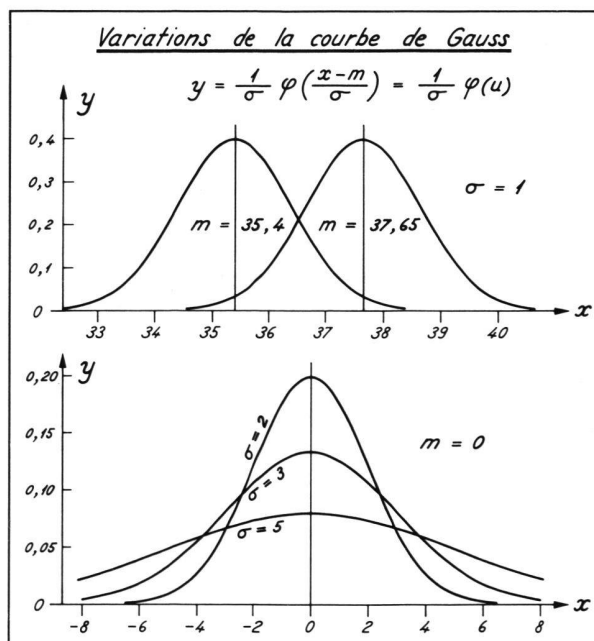 Variations de la courbe de Gauss
y = 1/σ φ(x-m/σ) = 1/σ φ(u)
y
0,4
0,3
σ = 1
0,2
m = 35,4
m = 37,65
0,1
0
33 34 35 36 37 38 39 40
x
y
0,20
σ = 2
0,15
m = 0
σ = 3
0,10
σ = 5
0,05
0
-8 -6 -4 -2 0 2 4 6 8
x